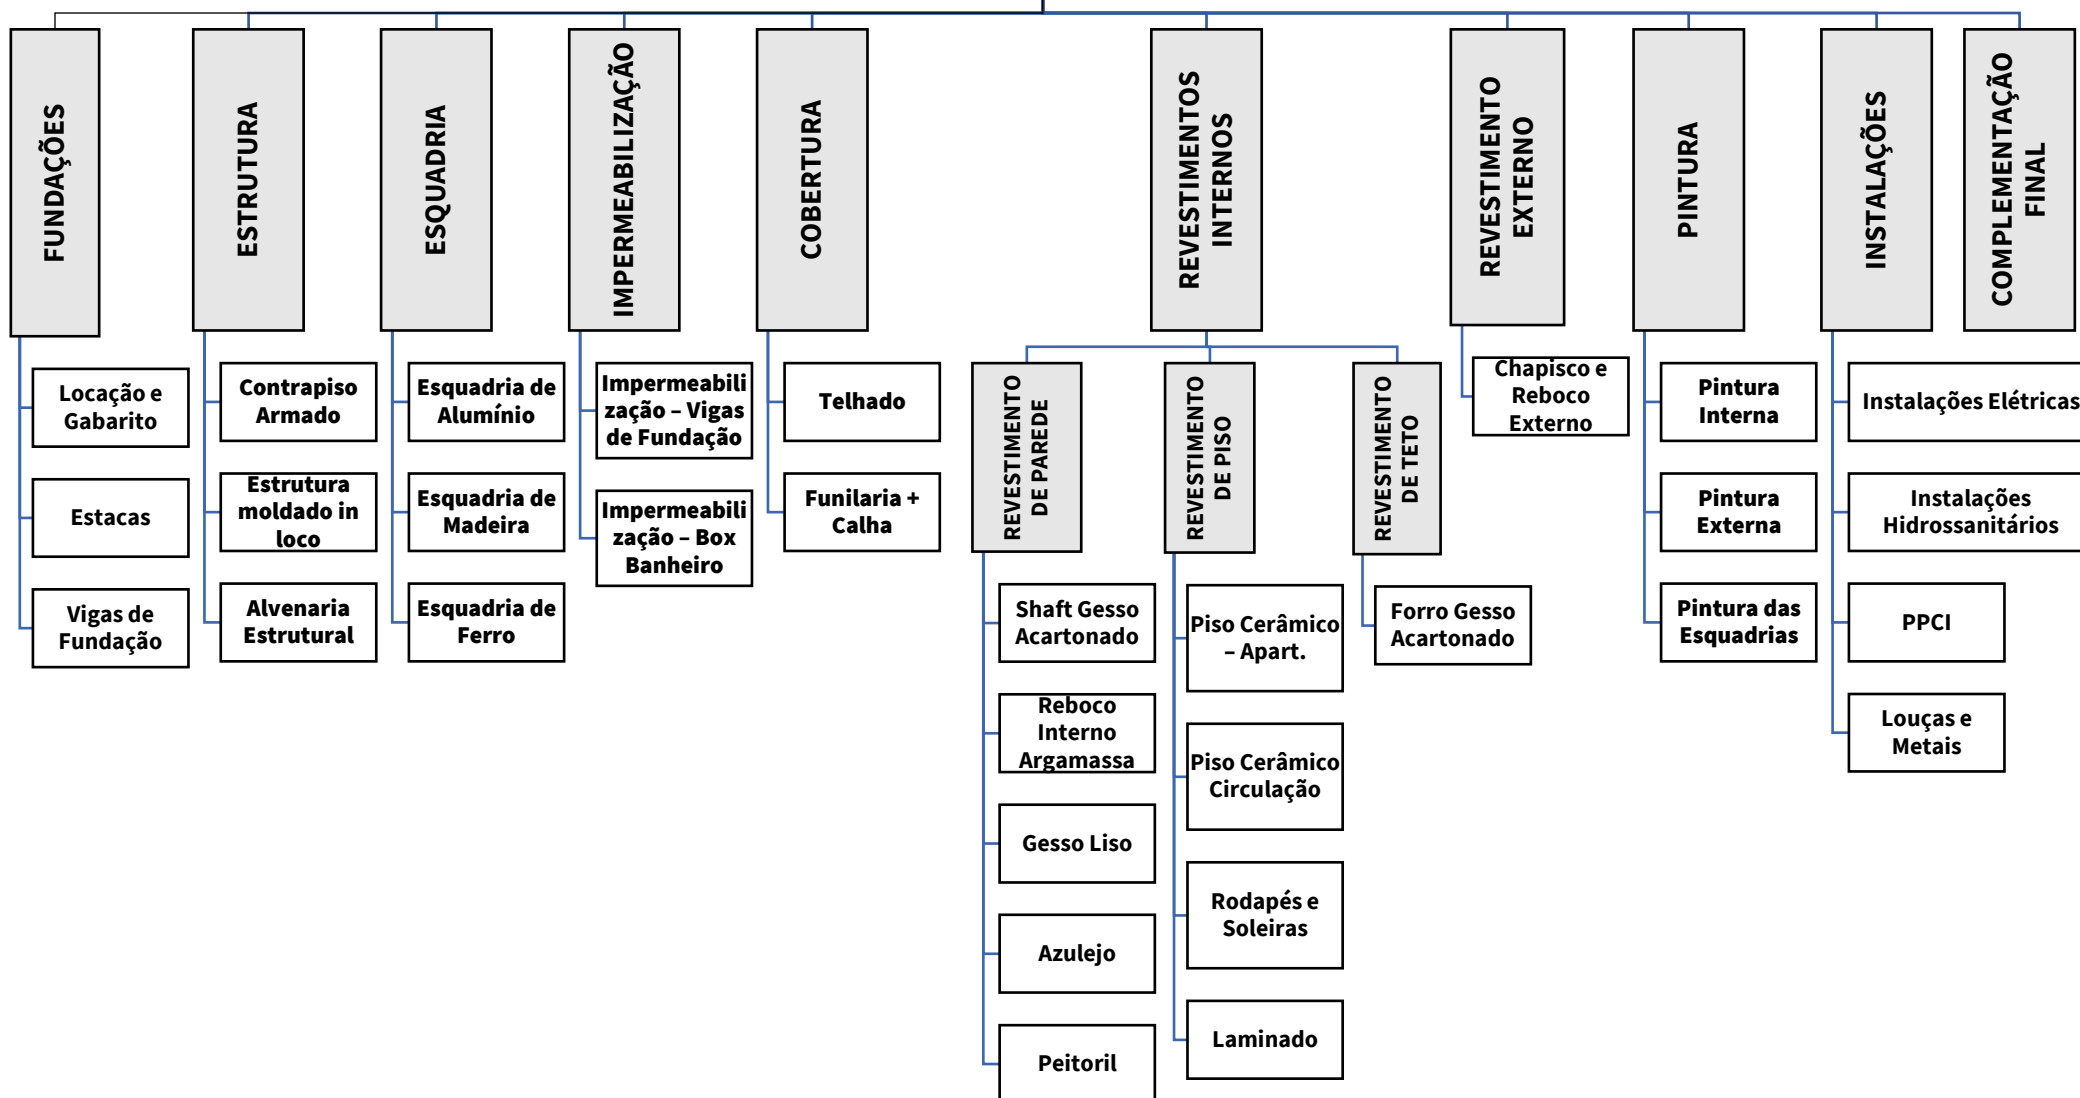 FUNDAÇÕES
Locação e
Gabarito
Estacas
Vigas de
Fundação
ESTRUTURA
Contrapiso
Armado
Estrutura
moldado in
loco
Alvenaria
Estrutural
ESQUADRIA
Esquadria de
Alumínio
Esquadria de
Madeira
Esquadria de
Ferro
IMPERMEABILIZAÇÃO
Impermeabili
zação – Vigas
de Fundação
Impermeabili
zação – Box
Banheiro
COBERTURA
Telhado
Funilaria +
Calha
REVESTIMENTOS
INTERNOS
REVESTIMENTO
DE PAREDE
Shaft Gesso
Acartonado
Reboco
Interno
Argamassa
Gesso Liso
Azulejo
Peitoril
REVESTIMENTO
DE PISO
Piso Cerâmico
– Apart.
Piso Cerâmico
Circulação
Rodapés e
Soleiras
Laminado
REVESTIMENTO
DE TETO
Forro Gesso
Acartonado
REVESTIMENTO
EXTERNO
Chapisco e
Reboco
Externo
PINTURA
Pintura
Interna
Pintura
Externa
Pintura das
Esquadrias
INSTALAÇÕES
Instalações Elétricas
Instalações
Hidrossanitários
PPCI
Louças e
Metais
COMPLEMENTAÇÃO
FINAL